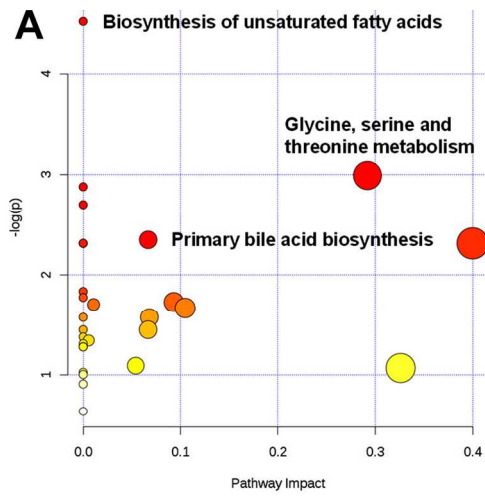 A
Biosynthesis of unsaturated fatty acids
4
Glycine, serine and
threonine metabolism
3
-log(p)
Primary bile acid biosynthesis
2
1
0.0 0.1 0.2 0.3 0.4
Pathway Impact